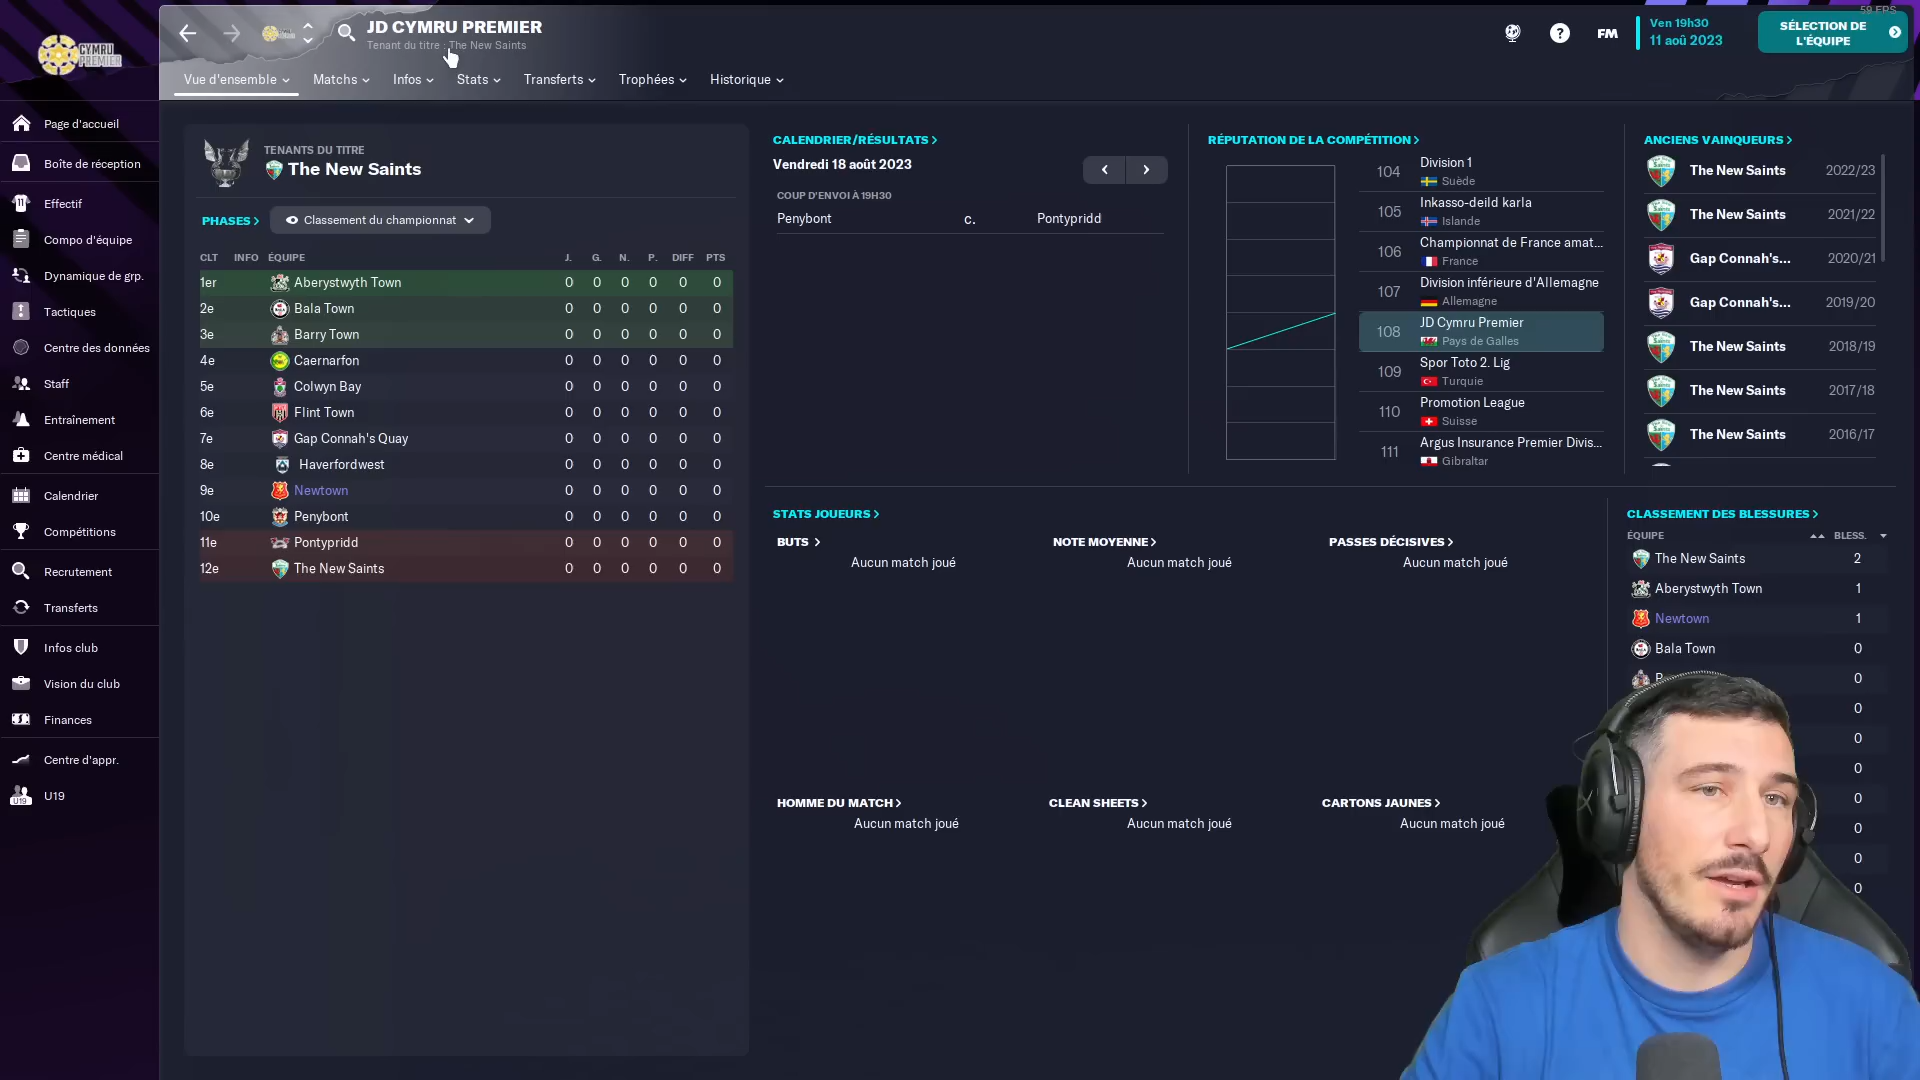 59 FPS
CYMRU
PREMIER
JD CYMRU PREMIER
Tenant du titre : The New Saints
FM
Ven 19h30
11 aoû 2023
SÉLECTION DE
L'ÉQUIPE
Vue d'ensemble
Matchs
Infos
Stats
Transferts
Trophées
Historique
Page d'accueil
Boîte de réception
Effectif
Compo d'équipe
Dynamique de grp.
Tactiques
Centre des données
Staff
Entraînement
Centre médical
Calendrier
Compétitions
Recrutement
Transferts
Infos club
Vision du club
Finances
Centre d'appr.
U19
TENANTS DU TITRE
The New Saints
PHASES
Classement du championnat
CLT INFO ÉQUIPE J. G. N. P. DIFF PTS
1er Aberystwyth Town 0 0 0 0 0 0
2e Bala Town 0 0 0 0 0 0
3e Barry Town 0 0 0 0 0 0
4e Caernarfon 0 0 0 0 0 0
5e Colwyn Bay 0 0 0 0 0 0
6e Flint Town 0 0 0 0 0 0
7e Gap Connah's Quay 0 0 0 0 0 0
8e Haverfordwest 0 0 0 0 0 0
9e Newtown 0 0 0 0 0 0
10e Penybont 0 0 0 0 0 0
11e Pontypridd 0 0 0 0 0 0
12e The New Saints 0 0 0 0 0 0
CALENDRIER/RÉSULTATS
Vendredi 18 août 2023
COUP D'ENVOI À 19H30
Penybont c. Pontypridd
RÉPUTATION DE LA COMPÉTITION
104 Division 1
Suède
105 Inkasso-deild karla
Islande
106 Championnat de France amat...
France
107 Division inférieure d'Allemagne
Allemagne
108 JD Cymru Premier
Pays de Galles
109 Spor Toto 2. Lig
Turquie
110 Promotion League
Suisse
111 Argus Insurance Premier Divis...
Gibraltar
ANCIENS VAINQUEURS
The New Saints 2022/23
The New Saints 2021/22
Gap Connah's... 2020/21
Gap Connah's... 2019/20
The New Saints 2018/19
The New Saints 2017/18
The New Saints 2016/17
STATS JOUEURS
BUTS
Aucun match joué
NOTE MOYENNE
Aucun match joué
PASSES DÉCISIVES
Aucun match joué
HOMME DU MATCH
Aucun match joué
CLEAN SHEETS
Aucun match joué
CARTONS JAUNES
Aucun match joué
CLASSEMENT DES BLESSURES
ÉQUIPE BLESS.
The New Saints 2
Aberystwyth Town 1
Newtown 1
Bala Town 0
0
0
0
0
0
0
0
0